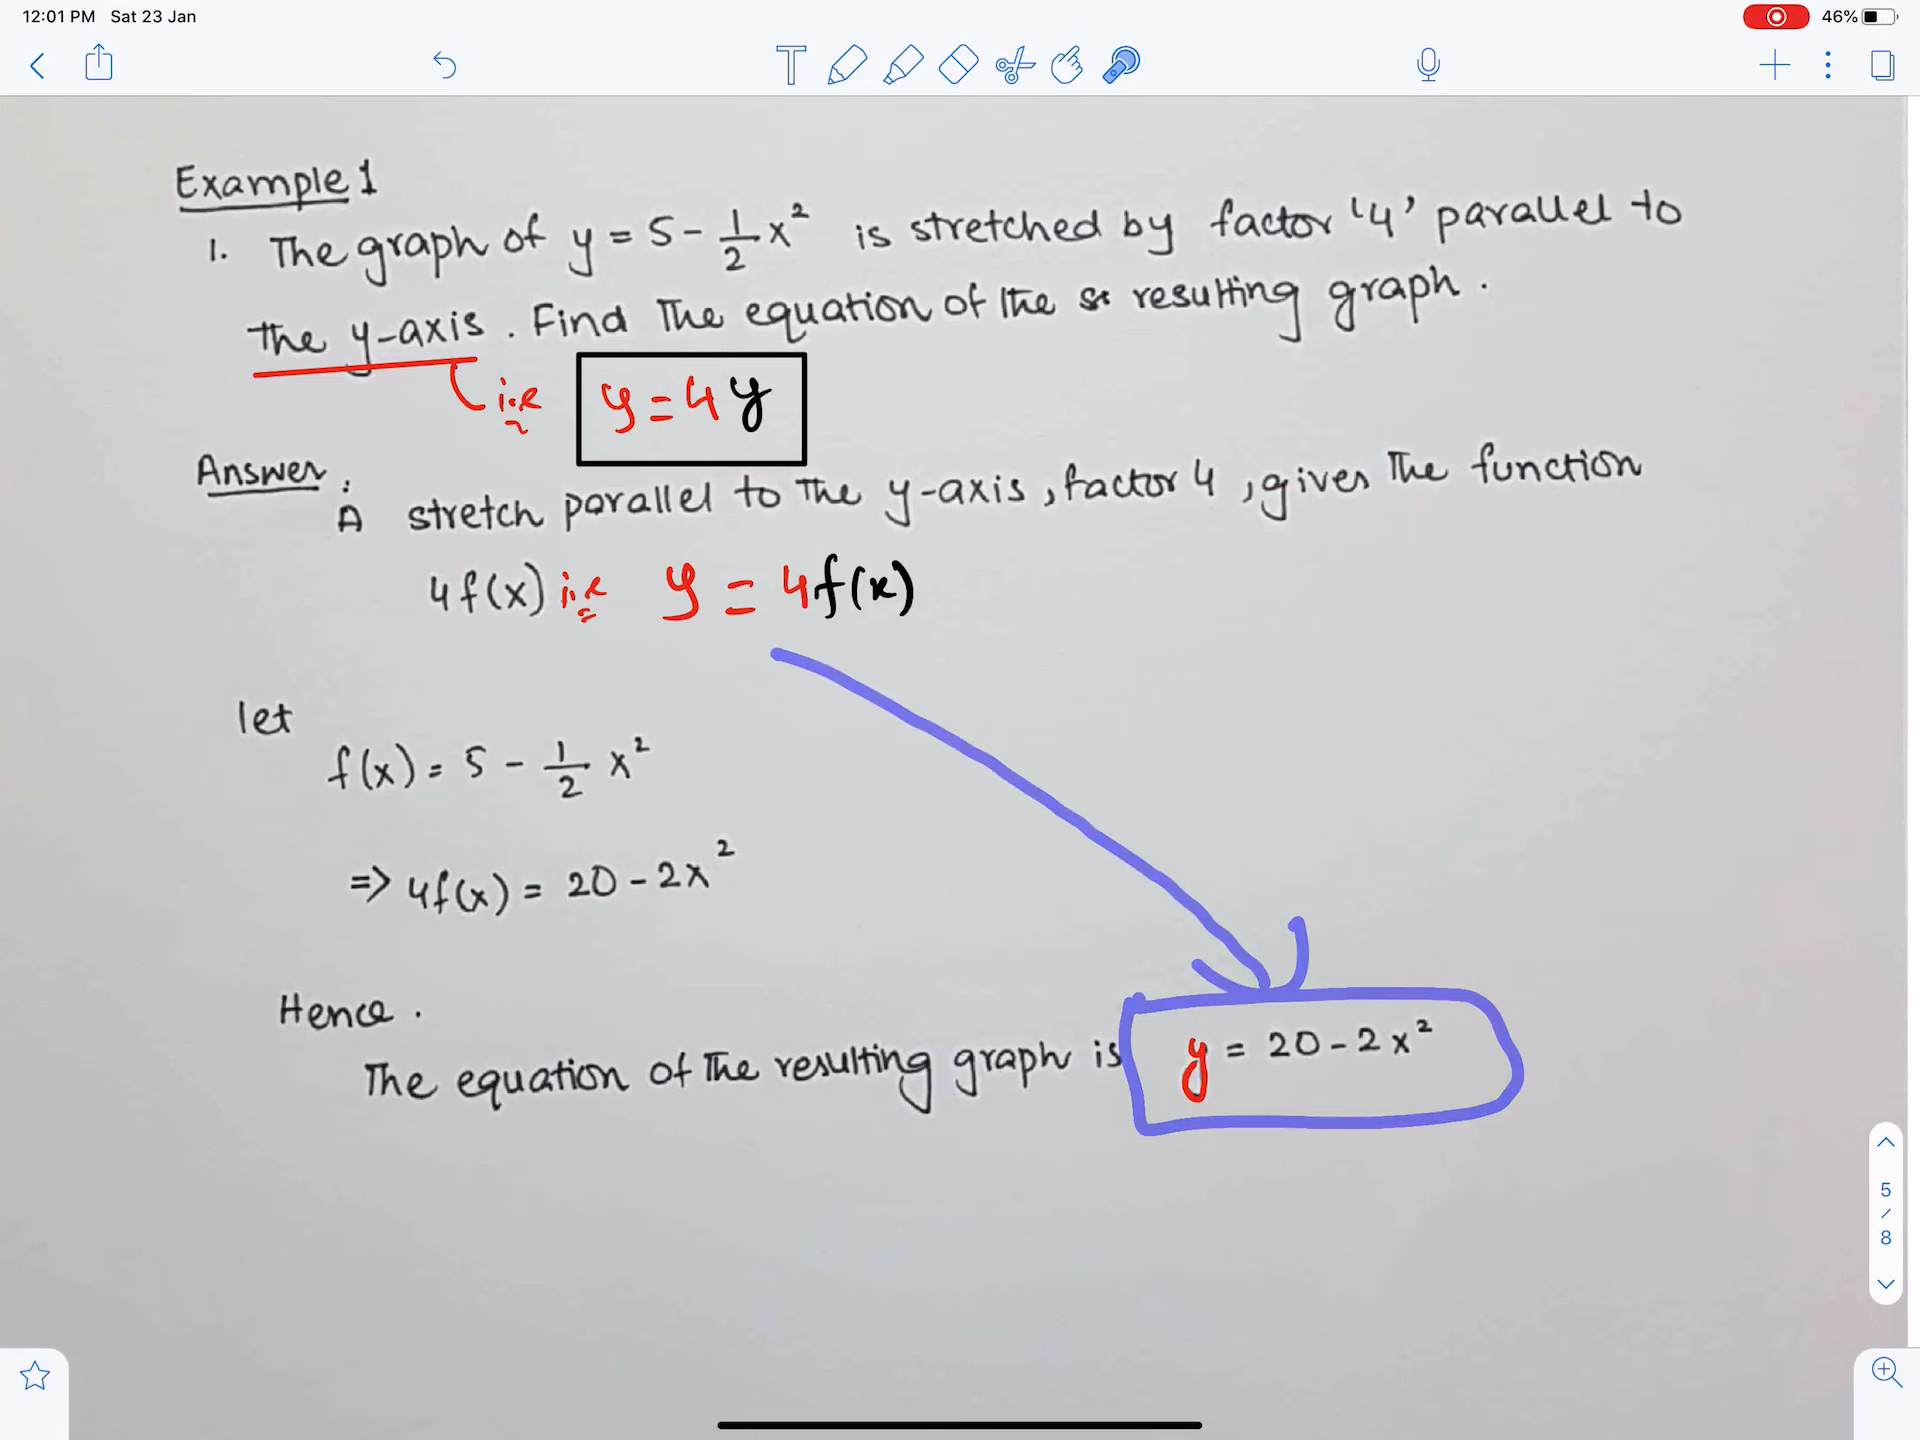 12:01 PM Sat 23 Jan
46%
T
Example 1
1. The graph of y = 5 - 1/2 x² is stretched by factor '4' parallel to
the y-axis. Find The equation of the st resulting graph.
i.e y = 4y
Answer:
A stretch parallel to the y-axis, factor 4, gives The function
4f(x) i.e y = 4f(x)
let
f(x) = 5 - 1/2 x²
=> 4f(x) = 20 - 2x²
Hence.
The equation of The resulting graph is y = 20 - 2x²
5
/
8